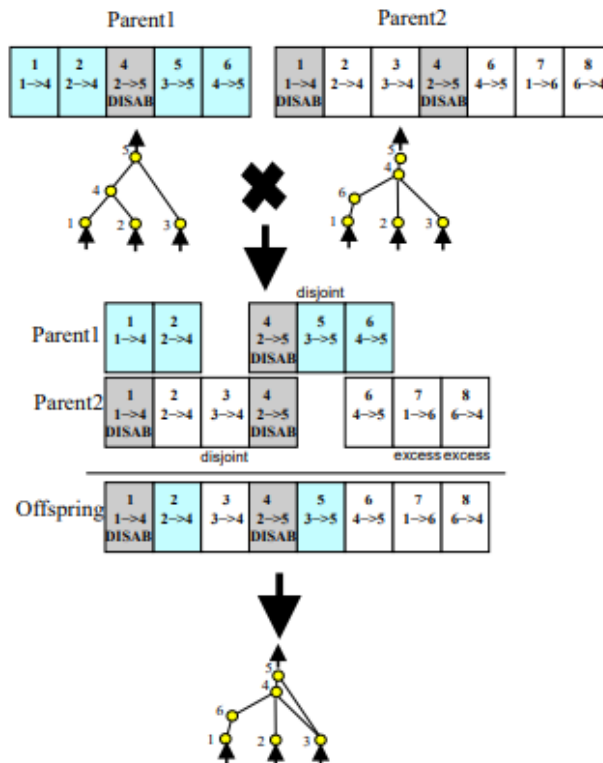 Parent1 Parent2
1 2 4 5 6 1 2 3 4 6 7 8
1−>4 2−>4 2−>5 3−>5 4−>5 1−>4 2−>4 3−>4 2−>5 4−>5 1−>6 6−>4
DISAB DISAB DISAB
5 5
4 4
6
1 2 3 1 2 3
disjoint
Parent1
1 2 4 5 6
1−>4 2−>4 2−>5 3−>5 4−>5
DISAB
Parent2
1 2 3 4 6 7 8
1−>4 2−>4 3−>4 2−>5 4−>5 1−>6 6−>4
DISAB DISAB
disjoint excess excess
Offspring
1 2 3 4 5 6 7 8
1−>4 2−>4 3−>4 2−>5 3−>5 4−>5 1−>6 6−>4
DISAB DISAB
5
4
6
1 2 3